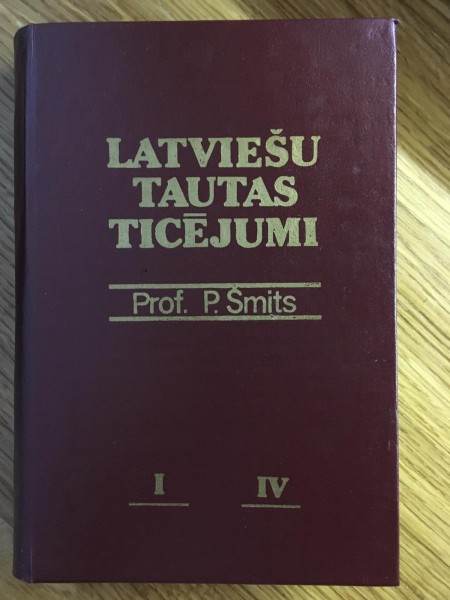 LATVIEŠU
TAUTAS
TICĒJUMI
Prof. P. Šmits
I IV